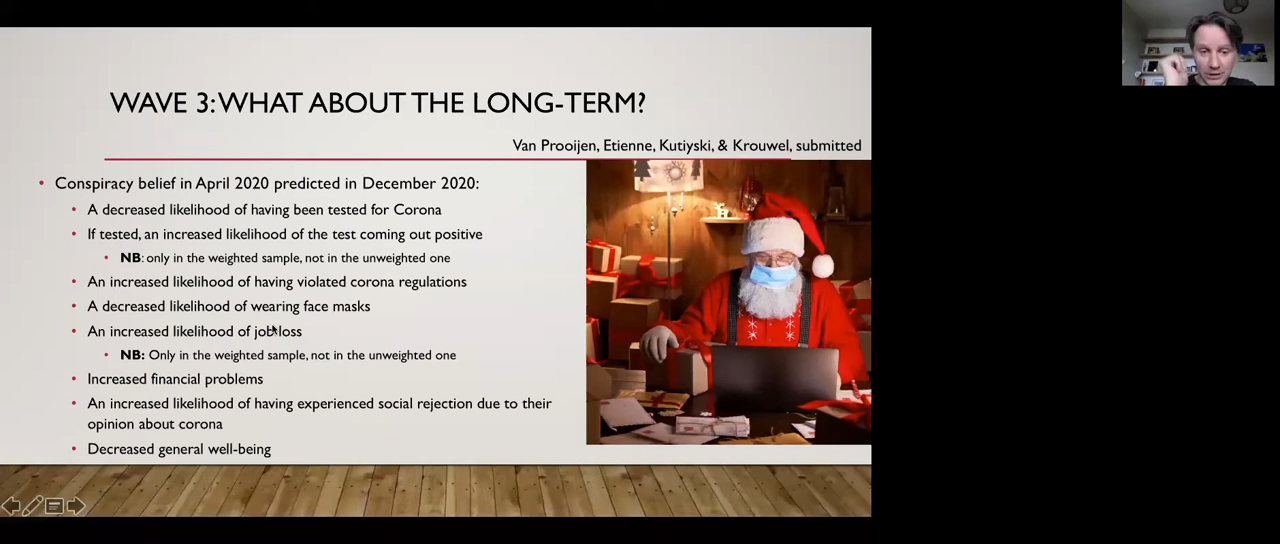 WAVE 3: WHAT ABOUT THE LONG-TERM?
Van Prooijen, Etienne, Kutiyski, & Krouwel, submitted
• Conspiracy belief in April 2020 predicted in December 2020:
• A decreased likelihood of having been tested for Corona
• If tested, an increased likelihood of the test coming out positive
• NB: only in the weighted sample, not in the unweighted one
• An increased likelihood of having violated corona regulations
• A decreased likelihood of wearing face masks
• An increased likelihood of job loss
• NB: Only in the weighted sample, not in the unweighted one
• Increased financial problems
• An increased likelihood of having experienced social rejection due to their
opinion about corona
• Decreased general well-being